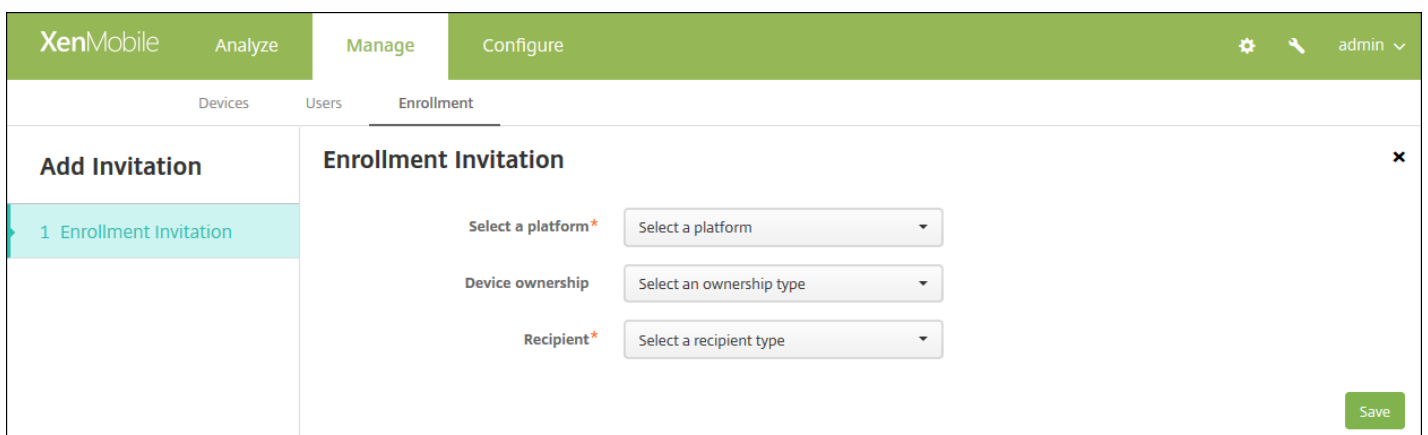 XenMobile Analyze Manage Configure admin
Devices Users Enrollment
Add Invitation
Enrollment Invitation
1 Enrollment Invitation
Select a platform* Select a platform
Device ownership Select an ownership type
Recipient* Select a recipient type
Save